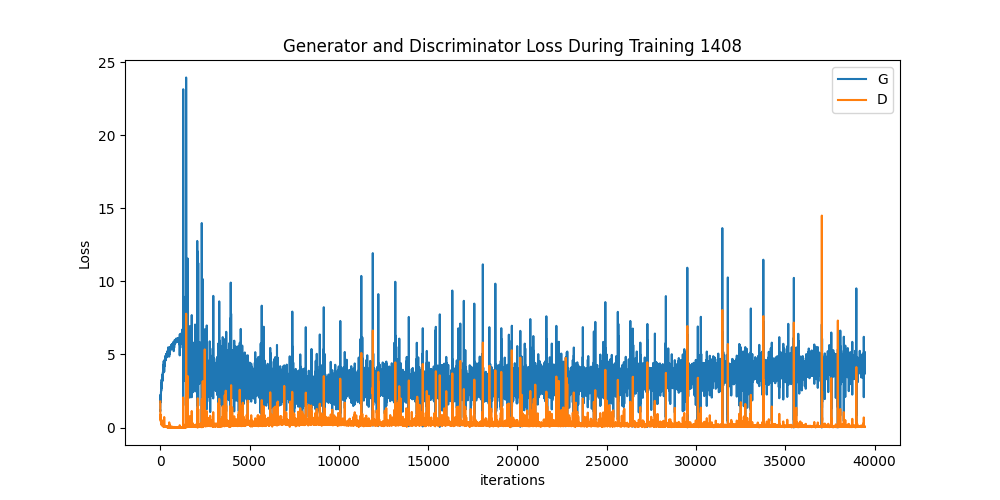 Generator and Discriminator Loss During Training 1408
25
20
15
10
5
0
Loss
G
D
0 5000 10000 15000 20000 25000 30000 35000 40000
iterations